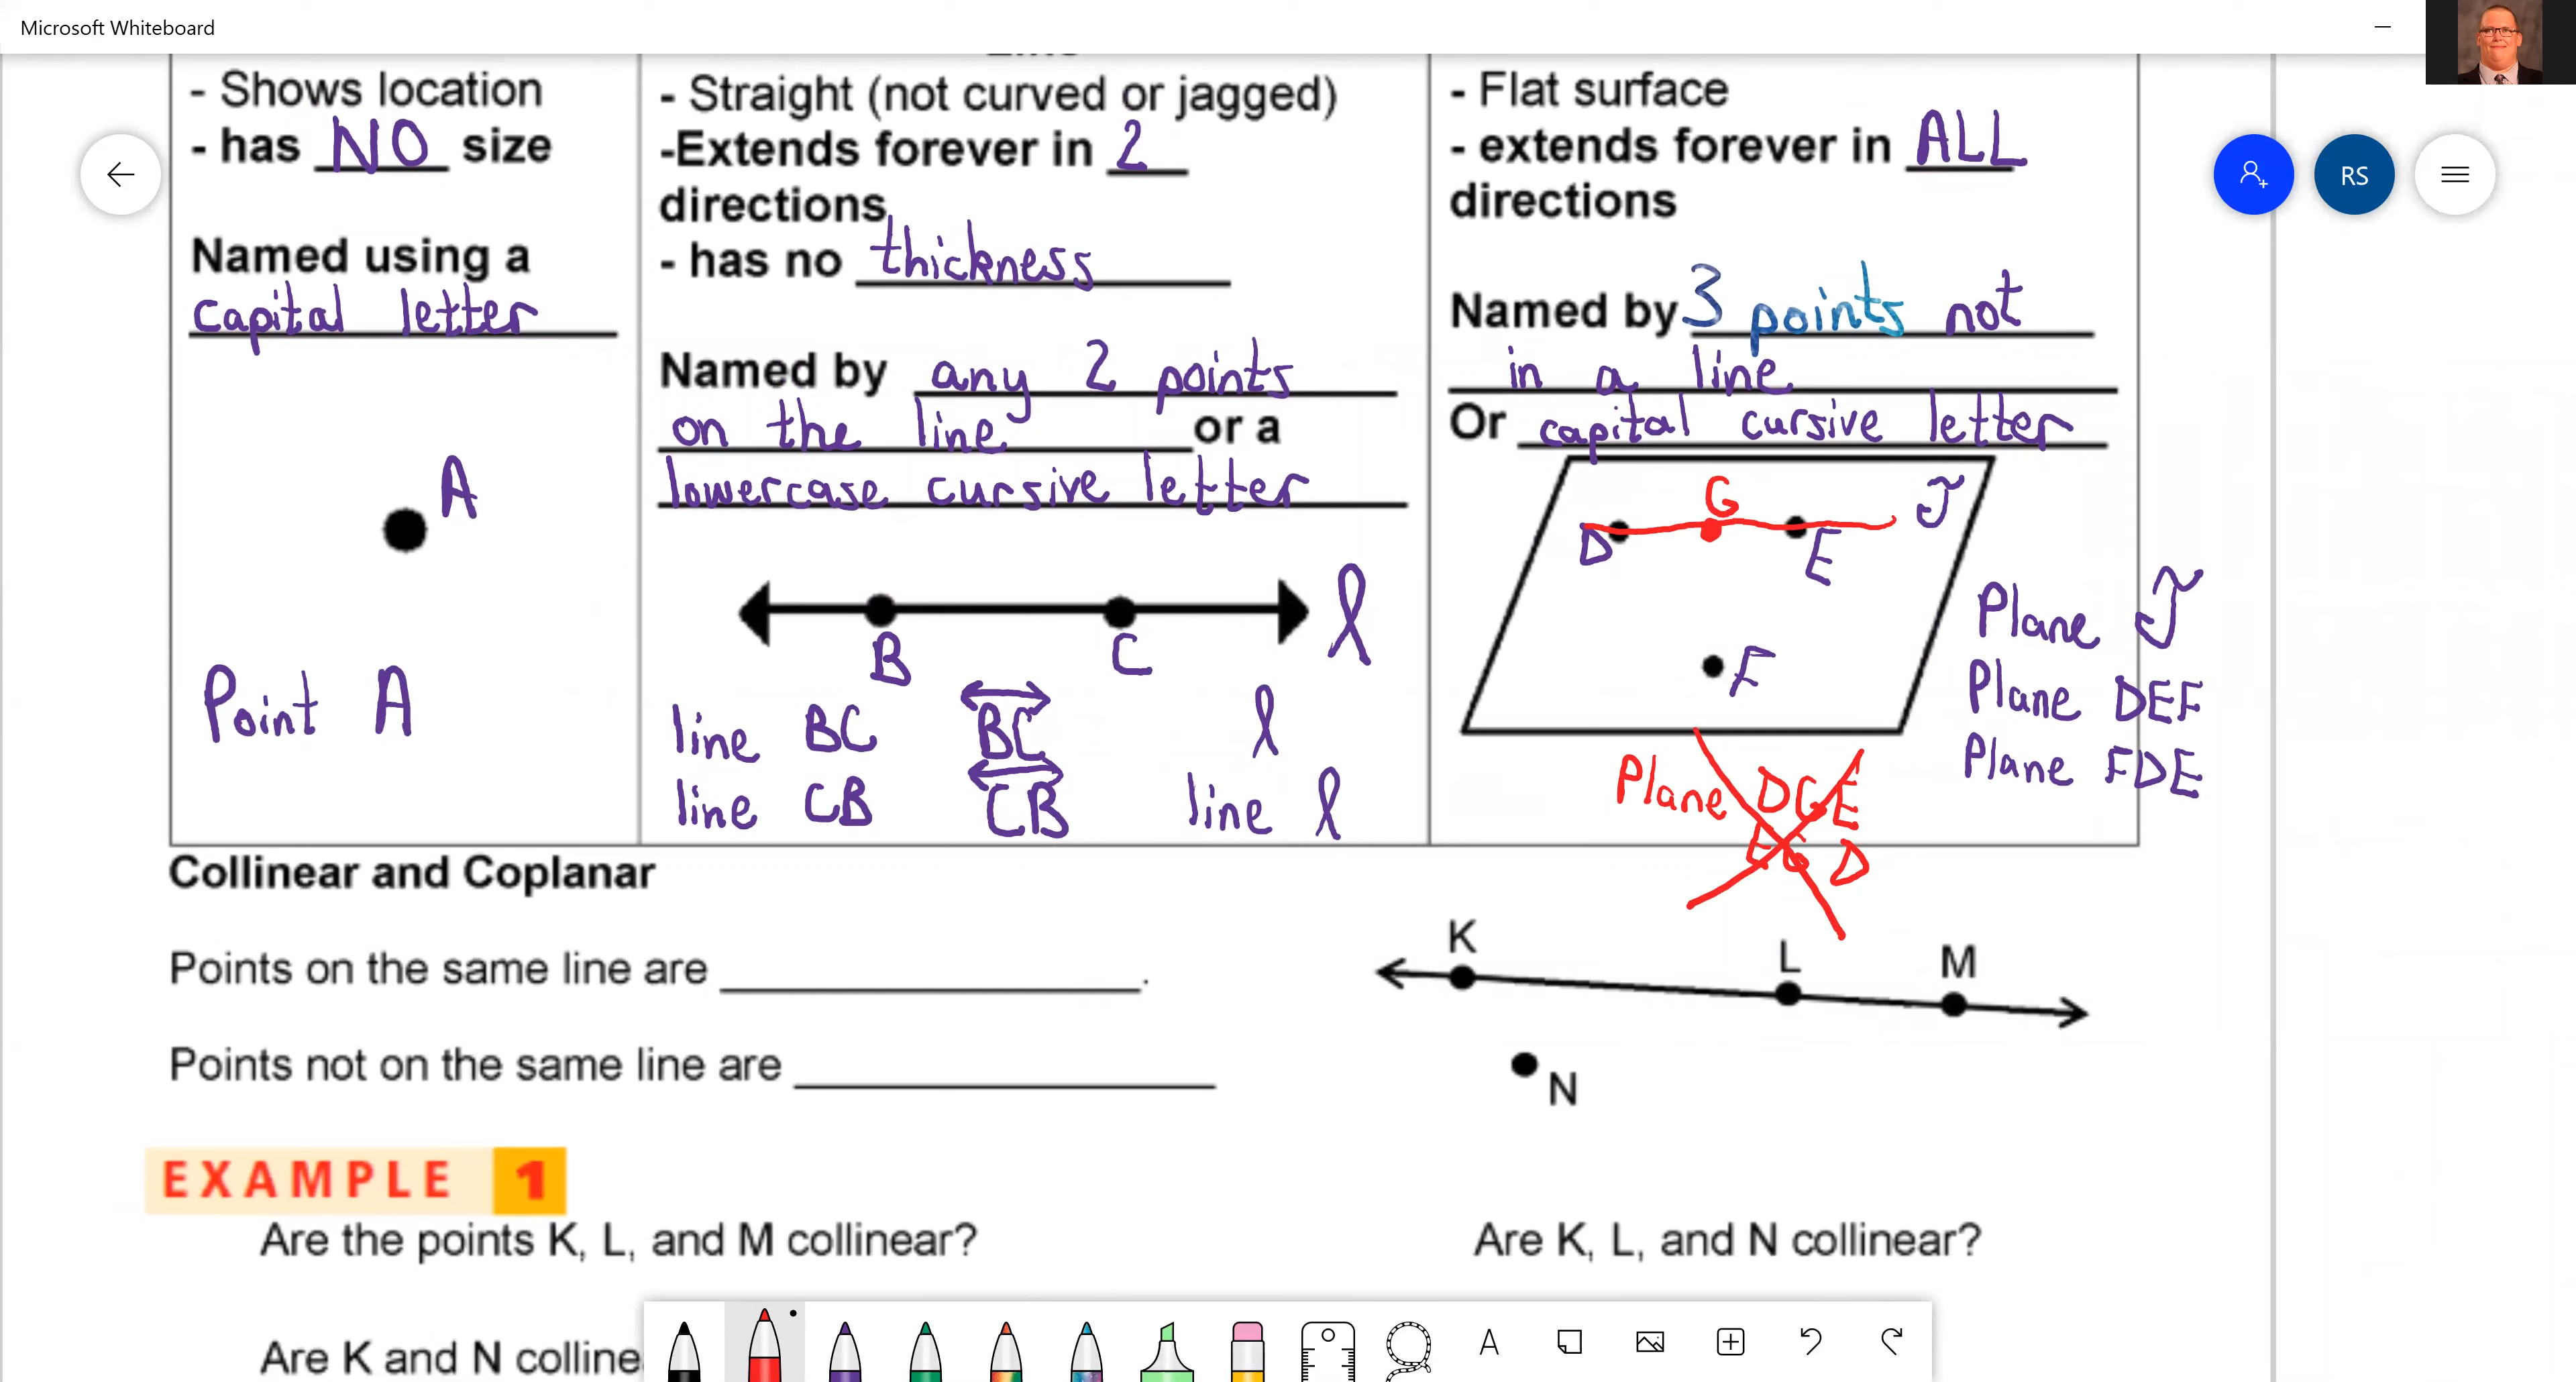 Microsoft Whiteboard
RS
- Shows location
- has NO size
Named using a
capital letter
A
Point A
- Straight (not curved or jagged)
-Extends forever in 2
directions
- has no thickness
Named by any 2 points
on the line or a
lowercase cursive letter
B C l
line BC BC l
line CB CB line l
- Flat surface
- extends forever in ALL
directions
Named by 3 points not
in a line
Or capital cursive letter
G J
D E
F
Plane J
Plane DEF
Plane FDE
Plane DGE
EGD
Collinear and Coplanar
Points on the same line are ________.
Points not on the same line are ________
K L M
N
EXAMPLE 1
Are the points K, L, and M collinear?
Are K, L, and N collinear?
Are K and N colline
A